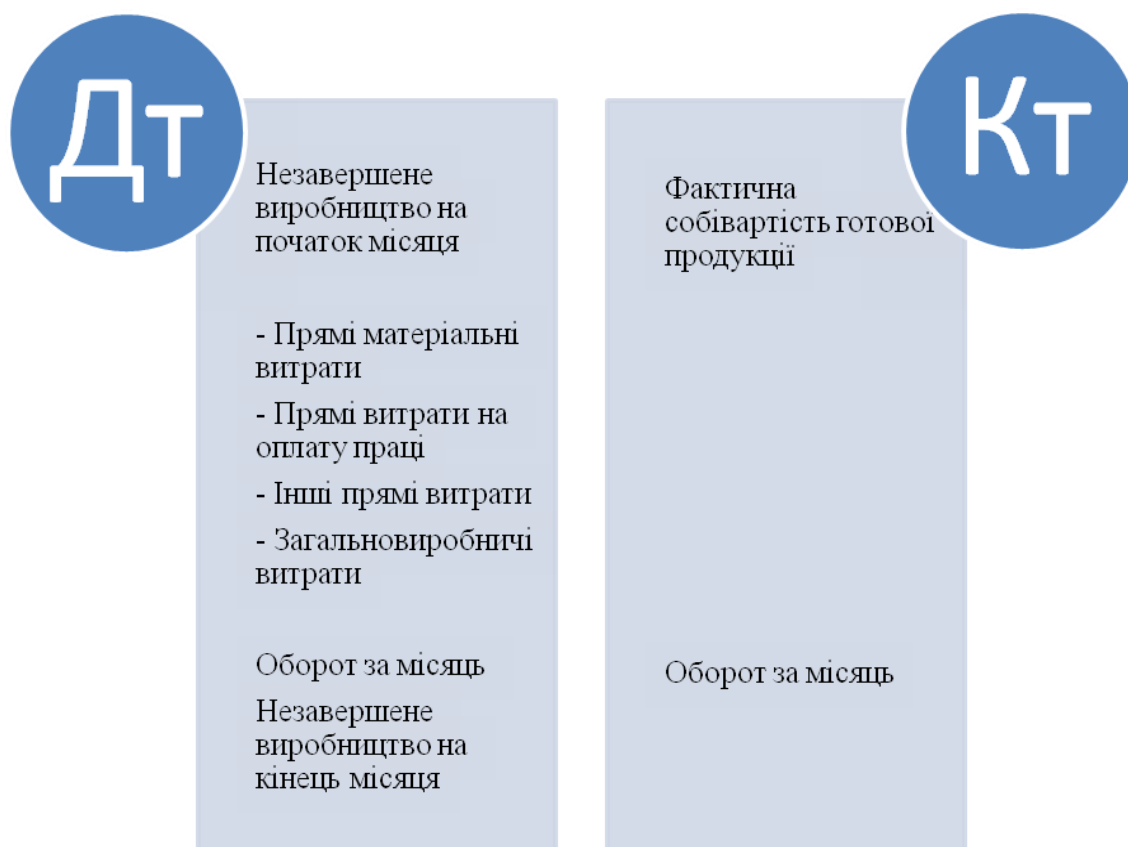 Дт
Незавершене
виробництво на
початок місяця
- Прямі матеріальні
витрати
- Прямі витрати на
оплату праці
- Інші прямі витрати
- Загальновиробничі
витрати
Оборот за місяць
Незавершене
виробництво на
кінець місяця
Кт
Фактична
собівартість готової
продукції
Оборот за місяць